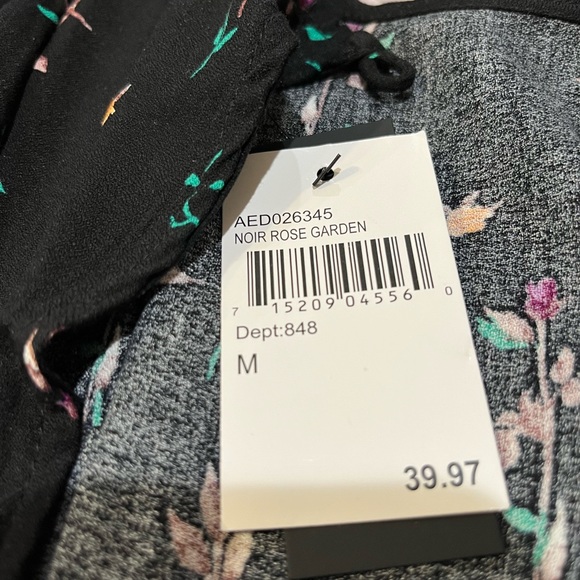 AED026345
NOIR ROSE GARDEN
7 15209 04556 0
Dept:848
M
39.97